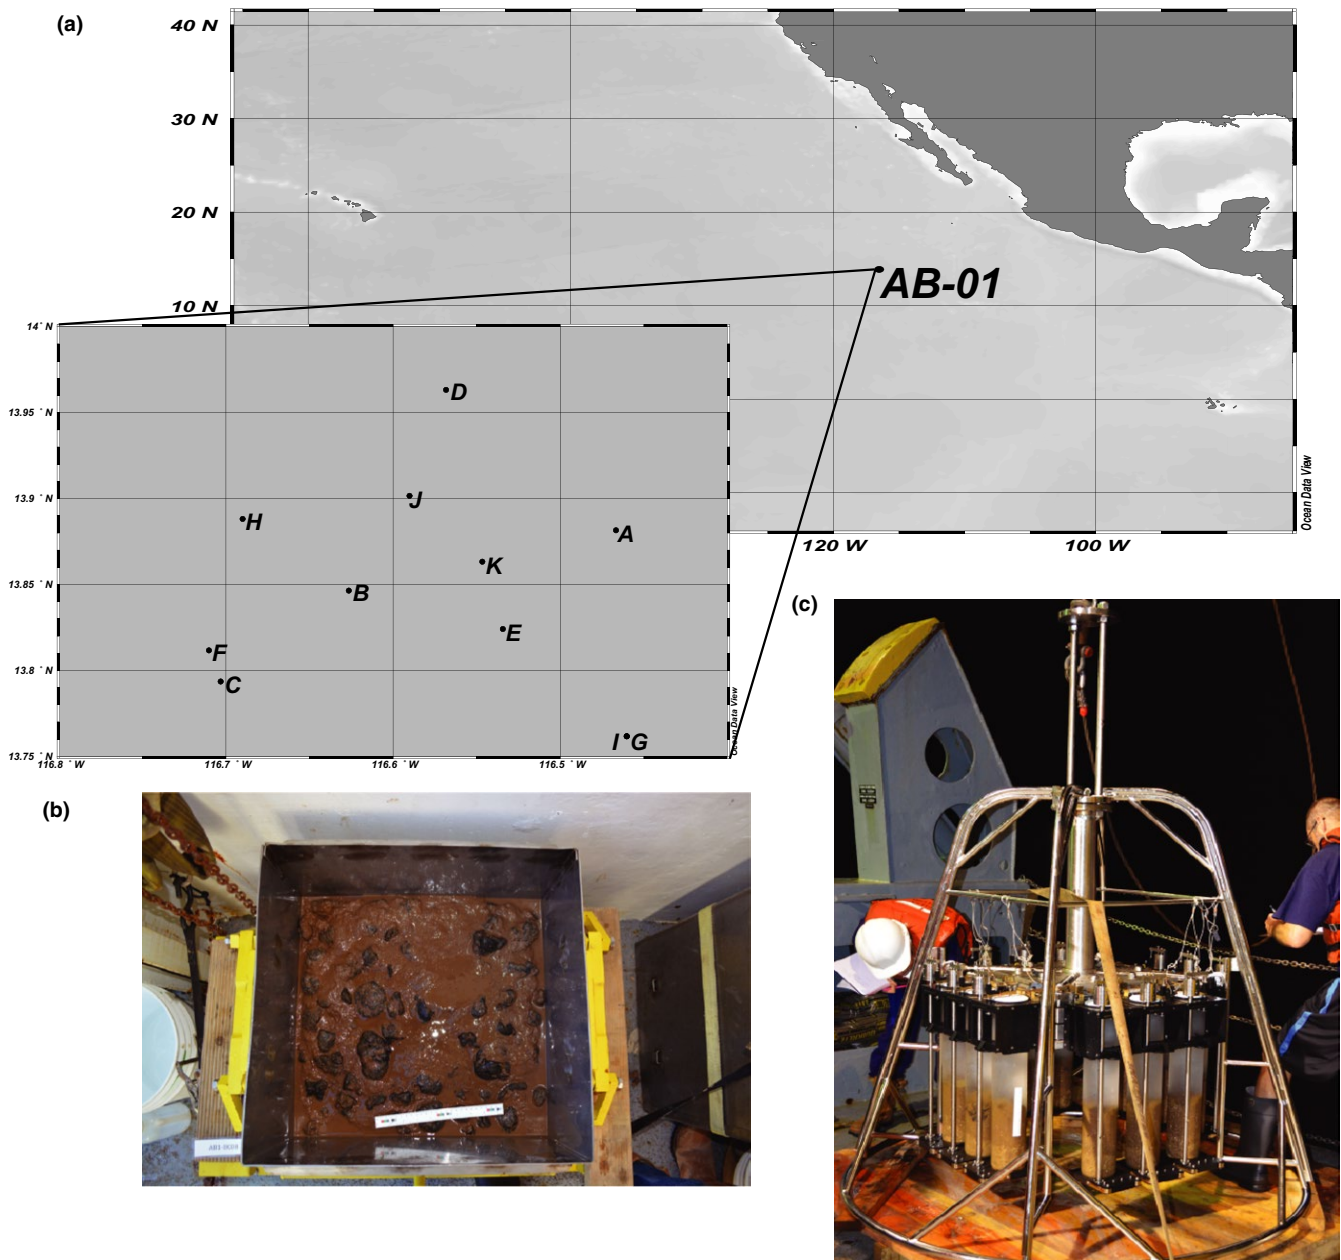 (a)
40 N
30 N
20 N
10 N
AB-01
120 W
100 W
Ocean Data View
14˚N
13.95 ˚N
13.9 ˚N
13.85 ˚N
13.8 ˚N
13.75 ˚N
116.8 ˚W
116.7 ˚W
116.6 ˚W
116.5 ˚W
D
J
H
A
K
B
E
F
C
I G
Ocean Data View
(b)
(c)